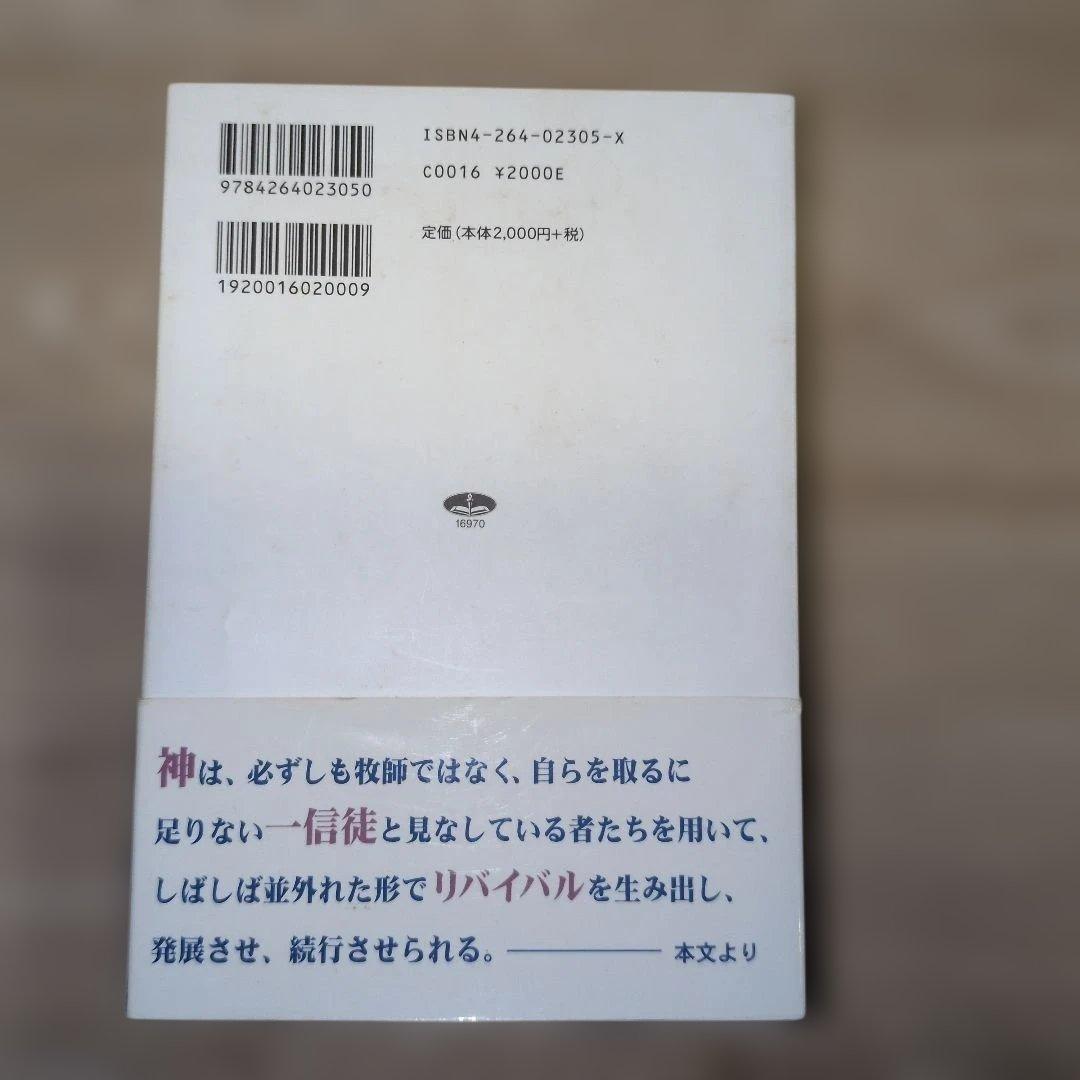 ISBN4-264-02305-X
C0016 ¥2000E
9784264023050
定価(本体2,000円+税)
1920016020009
16970
神は、必ずしも牧師ではなく、自らを取るに
足りない一信徒と見なしている者たちを用いて、
しばしば並外れた形でリバイバルを生み出し、
発展させ、続行させられる。――― 本文より